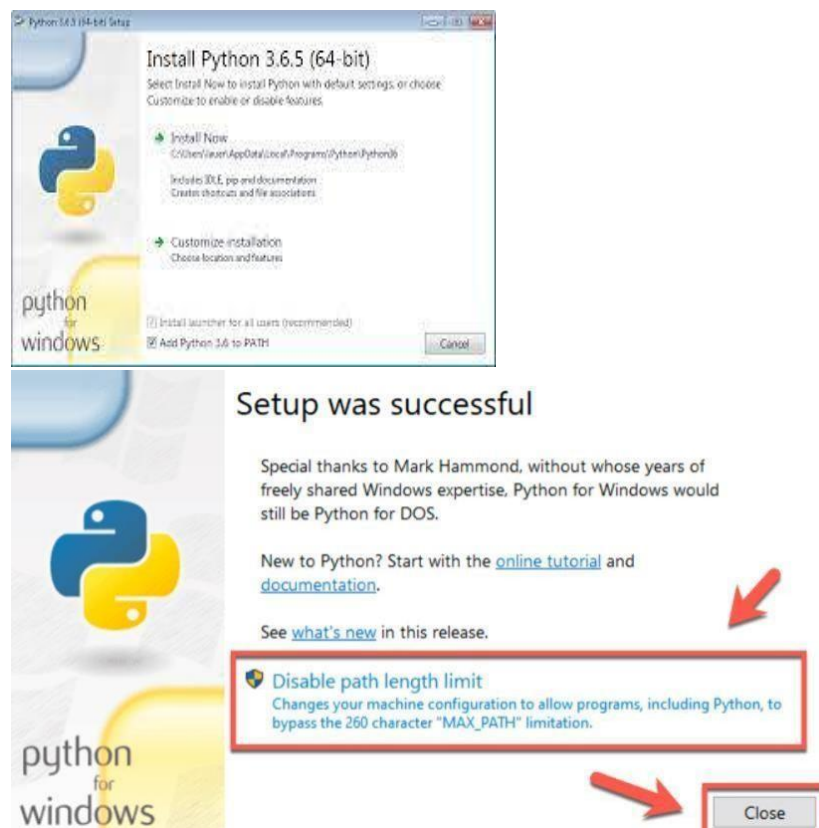 Python 3.6.5 (64-bit) Setup
Install Python 3.6.5 (64-bit)
Select Install Now to install Python with default settings, or choose
Customize to enable or disable features.
Install Now
C:\Users\\AppData\Local\Programs\Python\Python36
Includes IDLE, pip and documentation
Creates shortcuts and file associations
Customize installation
Choose location and features
python
for
windows
Install launcher for all users (recommended)
Add Python 3.6 to PATH
Cancel
Setup was successful
Special thanks to Mark Hammond, without whose years of
freely shared Windows expertise, Python for Windows would
still be Python for DOS.
New to Python? Start with the online tutorial and
documentation.
See what's new in this release.
Disable path length limit
Changes your machine configuration to allow programs, including Python, to
bypass the 260 character "MAX_PATH" limitation.
python
for
windows
Close